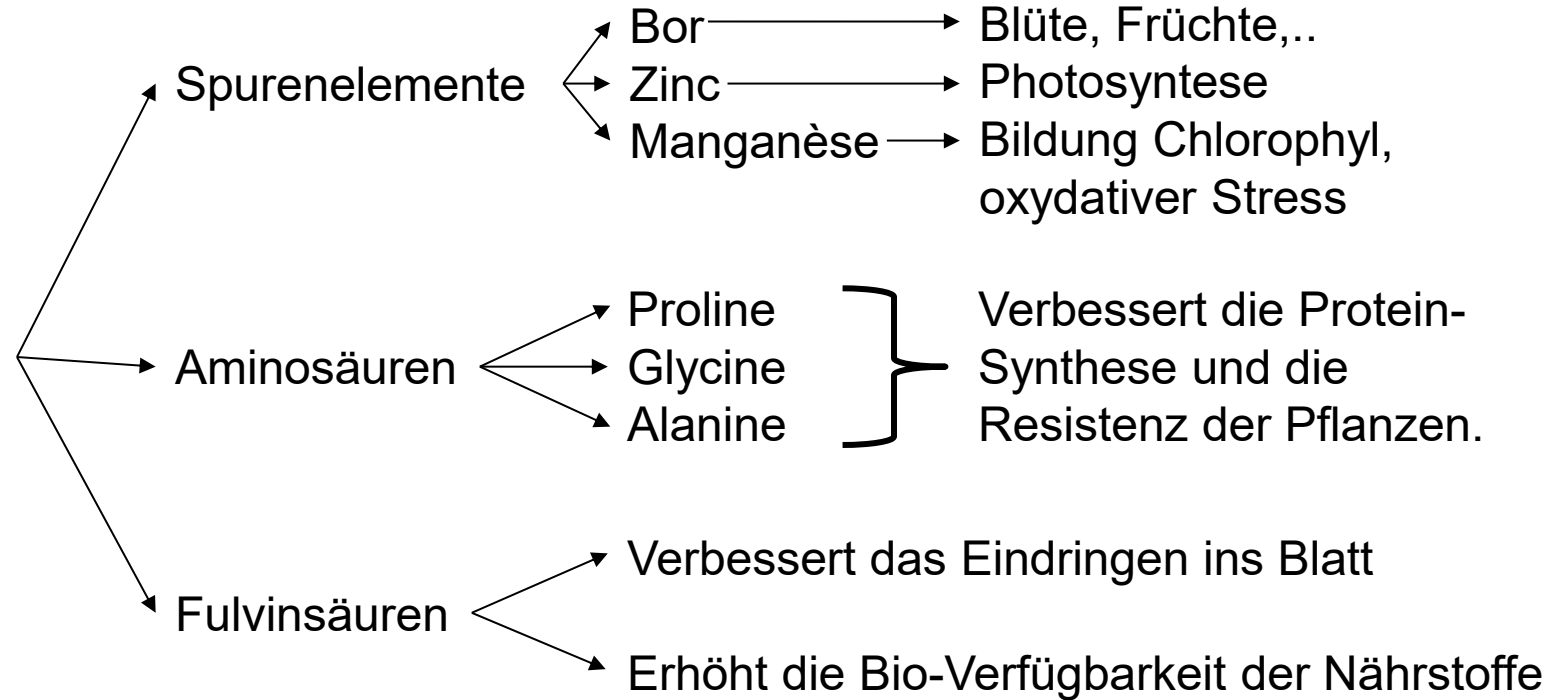 Spurenelemente
Bor
Blüte, Früchte,..
Zinc
Photosyntese
Manganèse
Bildung Chlorophyl,
oxydativer Stress
Aminosäuren
Proline
Glycine
Alanine
Verbessert die Protein-
Synthese und die
Resistenz der Pflanzen.
Fulvinsäuren
Verbessert das Eindringen ins Blatt
Erhöht die Bio-Verfügbarkeit der Nährstoffe